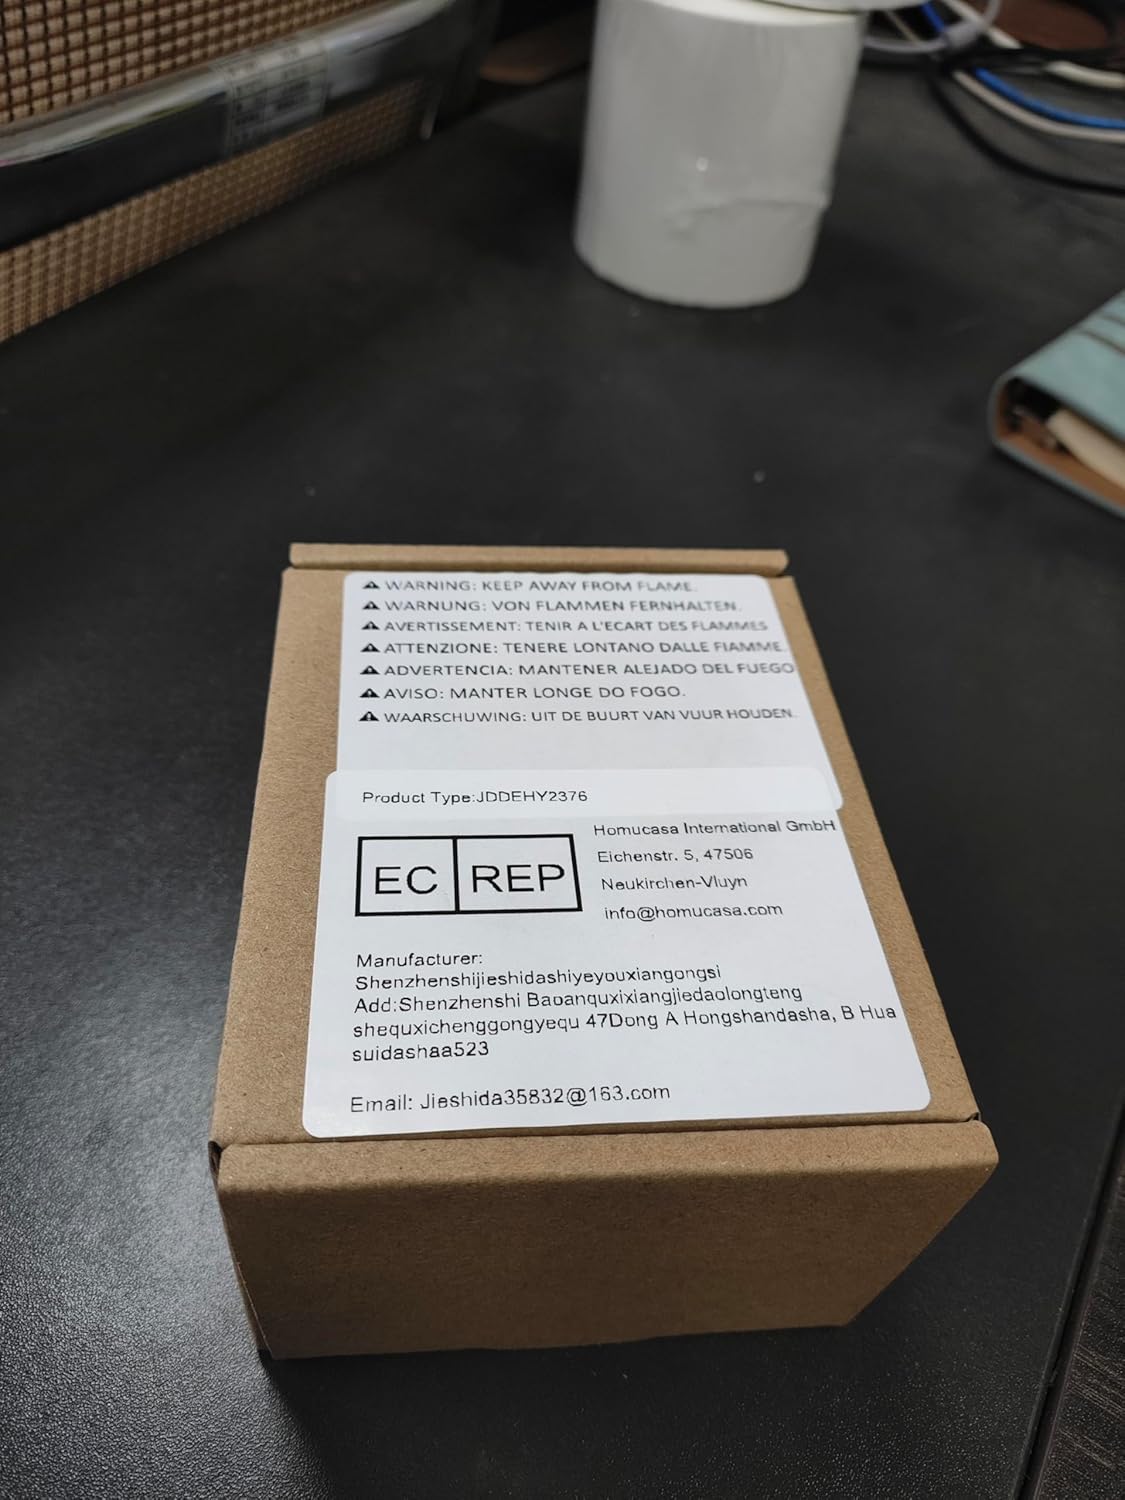 WARNING: KEEP AWAY FROM FLAME.
WARNUNG: VON FLAMMEN FERNHALTEN.
AVERTISSEMENT: TENIR A L'ECART DES FLAMMES
ATTENZIONE: TENERE LONTANO DALLE FIAMME.
ADVERTENCIA: MANTENER ALEJADO DEL FUEGO
AVISO: MANTER LONGE DO FOGO.
WAARSCHUWING: UIT DE BUURT VAN VUUR HOUDEN.
Product Type:JDDEHY2376
EC REP
Homucasa International GmbH
Eichenstr. 5, 47506
Neukirchen-Vluyn
info@homucasa.com
Manufacturer:
Shenzhenshijieshidashiyeyouxiangongsi
Add:Shenzhenshi Baoanquxixiangjiedaolongteng
shequxichenggongyequ 47Dong A Hongshandasha, B Hua
suidashaa523
Email: Jieshida35832@163.com